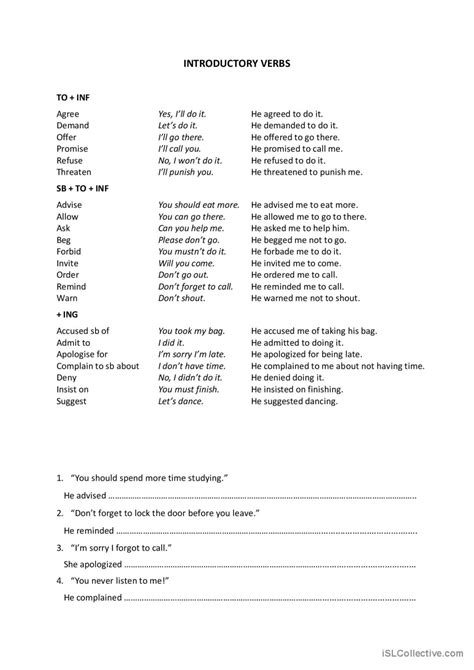 INTRODUCTORY VERBS
TO + INF
Agree Yes, I'll do it. He agreed to do it.
Demand Let's do it. He demanded to do it.
Offer I'll go there. He offered to go there.
Promise I'll call you. He promised to call me.
Refuse No, I won't do it. He refused to do it.
Threaten I'll punish you. He threatened to punish me.
SB + TO + INF
Advise You should eat more. He advised me to eat more.
Allow You can go there. He allowed me to go to there.
Ask Can you help me. He asked me to help him.
Beg Please don't go. He begged me not to go.
Forbid You mustn't do it. He forbade me to do it.
Invite Will you come. He invited me to come.
Order Don't go out. He ordered me to call.
Remind Don't forget to call. He reminded me to call.
Warn Don't shout. He warned me not to shout.
+ ING
Accused sb of You took my bag. He accused me of taking his bag.
Admit to I did it. He admitted to doing it.
Apologise for I'm sorry I'm late. He apologized for being late.
Complain to sb about I don't have time. He complained to me about not having time.
Deny No, I didn't do it. He denied doing it.
Insist on You must finish. He insisted on finishing.
Suggest Let's dance. He suggested dancing.
1. “You should spend more time studying.”
He advised ………………………………………………………………………………………..
2. “Don't forget to lock the door before you leave.”
He reminded ………………………………………………………………………………………..
3. “I'm sorry I forgot to call.”
She apologized ………………………………………………………………………………………..
4. “You never listen to me!”
He complained ………………………………………………………………………………………..
iSLCollective.com